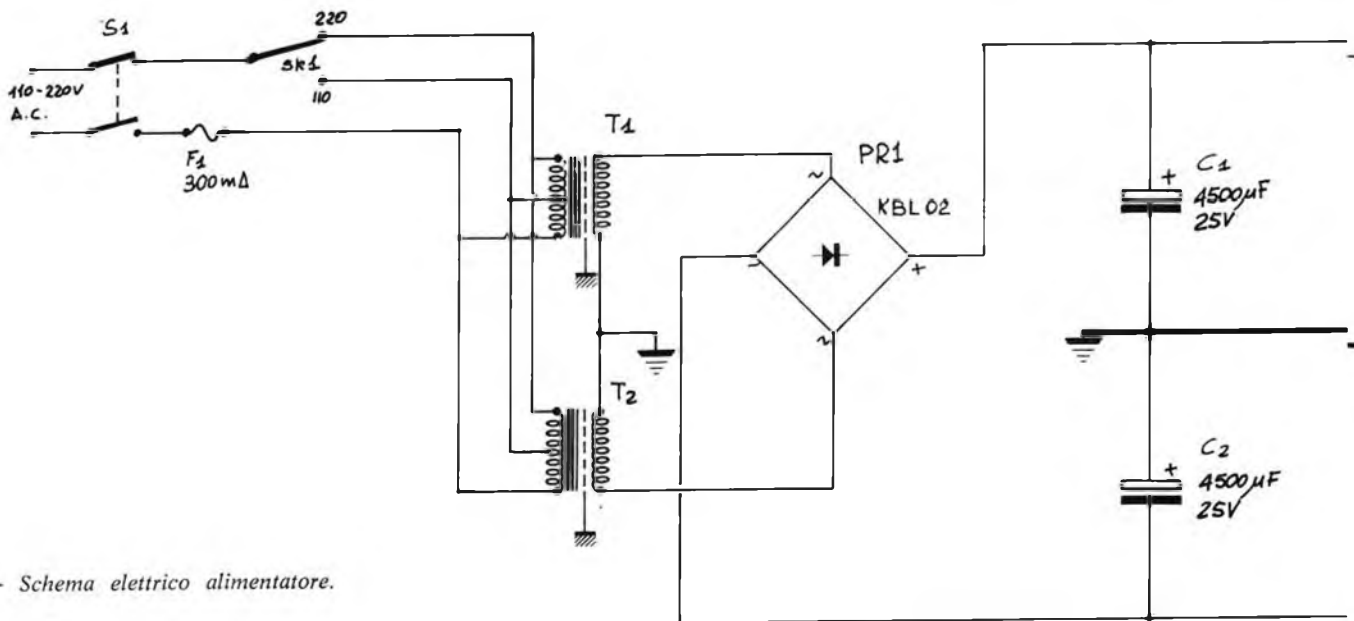 S1
220
SK1
110-220V
A.C.
110
F1
300mA
T1
PR1
~
KBL 02
-
+
~
+
C1
4500µF
25V
T2
+
C2
4500µF
25V
- Schema elettrico alimentatore.